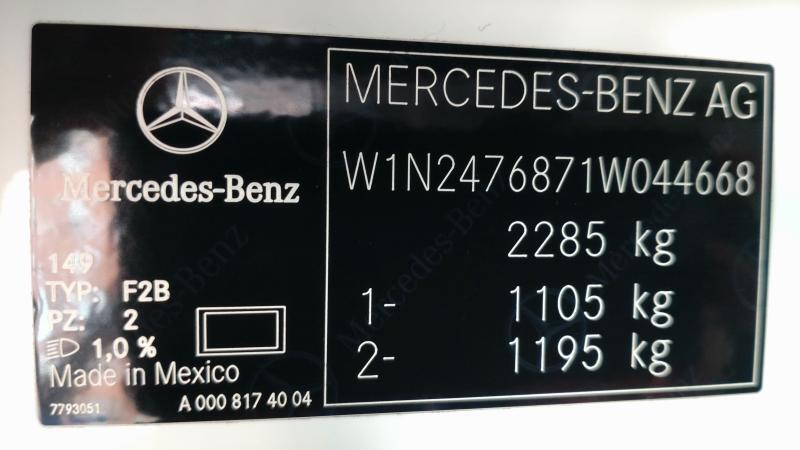 Mercedes-Benz
149
TYP: F2B
PZ: 2
1,0 %
Made in Mexico
7793051 A 000 817 40 04
MERCEDES-BENZ AG
W1N2476871W044668
2285 kg
1- 1105 kg
2- 1195 kg